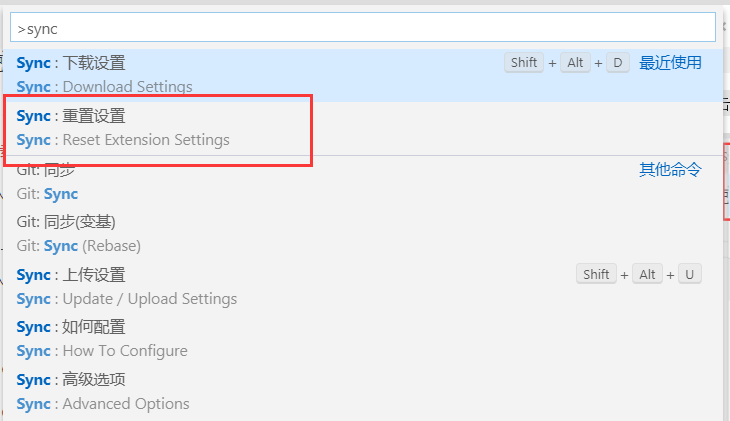 >sync
Sync : 下载设置 Shift + Alt + D 最近使用
Sync : Download Settings
Sync : 重置设置
Sync : Reset Extension Settings
Git: 同步 其他命令
Git: Sync
Git: 同步(变基)
Git: Sync (Rebase)
Sync : 上传设置 Shift + Alt + U
Sync : Update / Upload Settings
Sync : 如何配置
Sync : How To Configure
Sync : 高级选项
Sync : Advanced Options